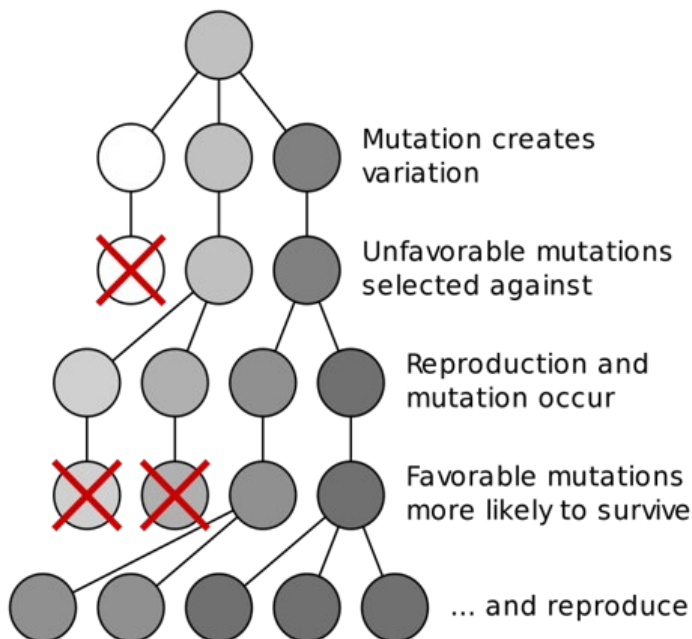 Mutation creates
variation
Unfavorable mutations
selected against
Reproduction and
mutation occur
Favorable mutations
more likely to survive
... and reproduce